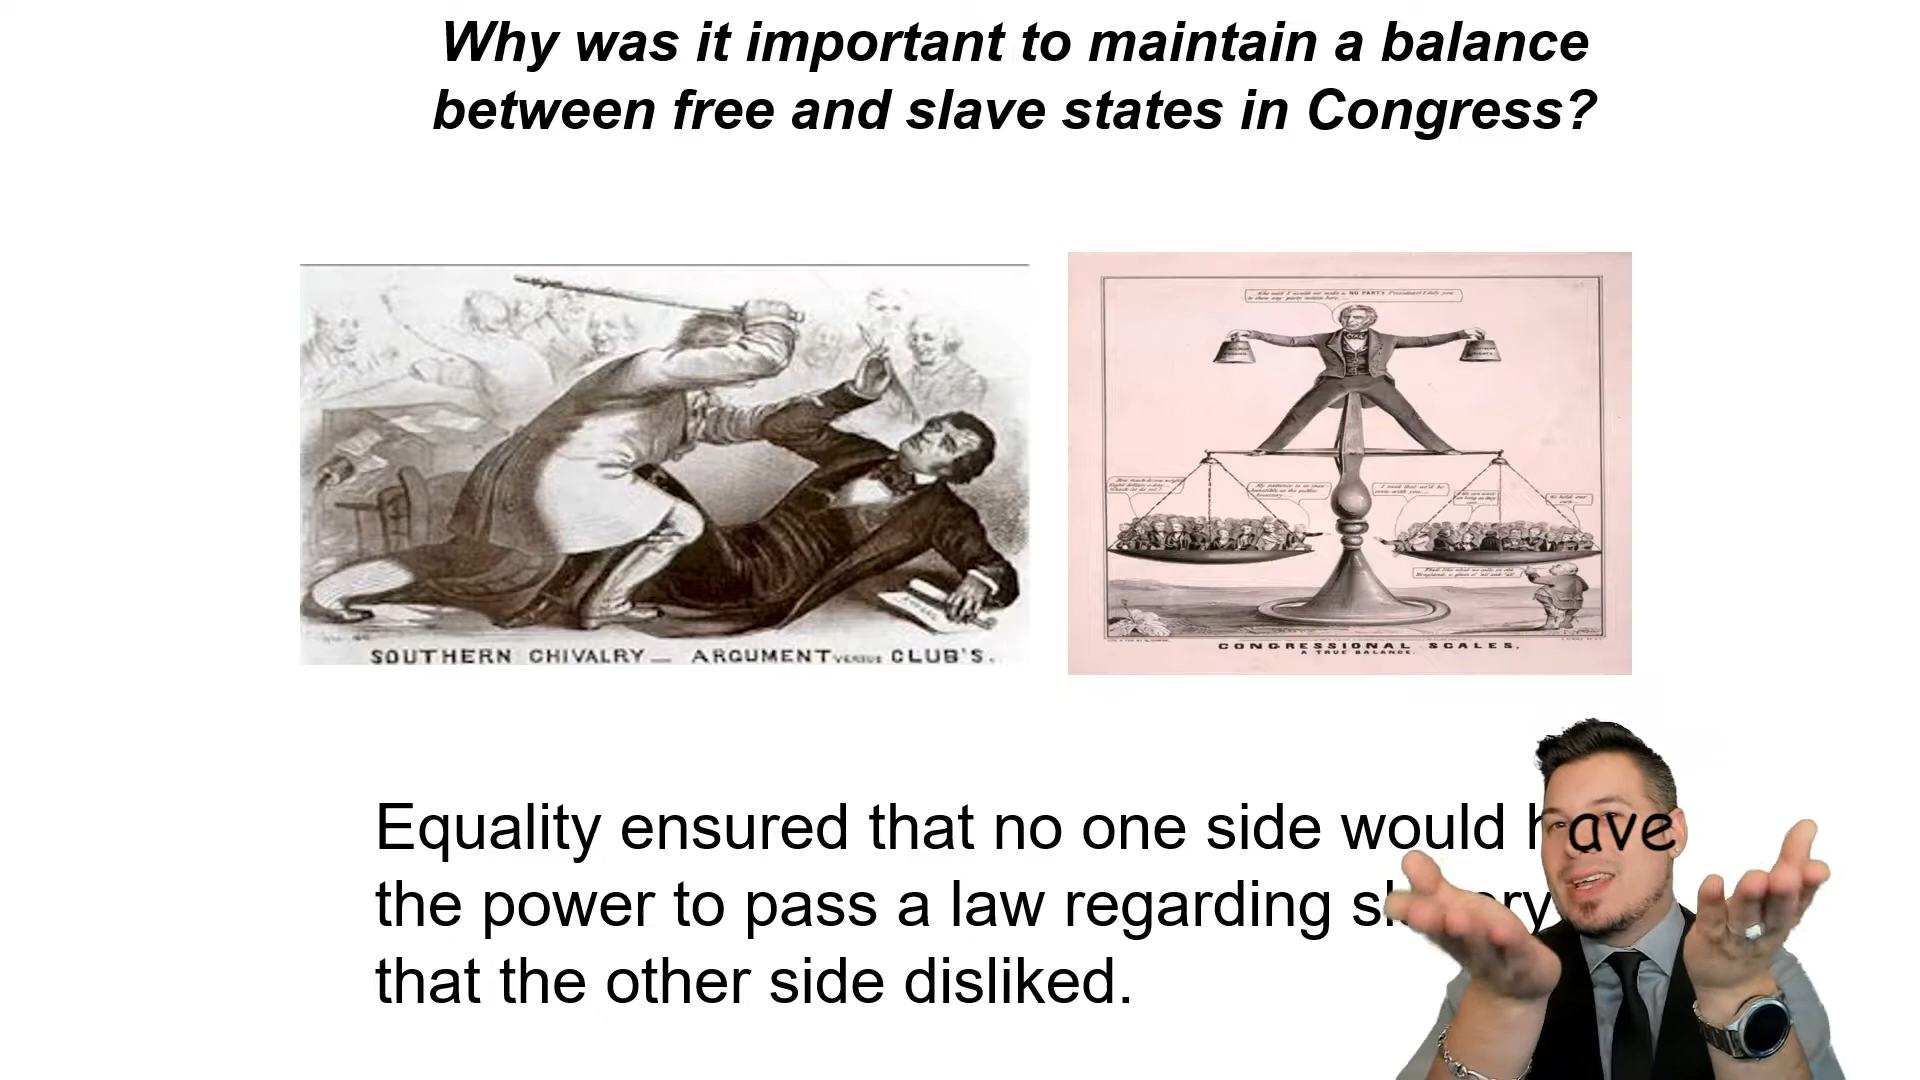 Why was it important to maintain a balance
between free and slave states in Congress?
SOUTHERN CHIVALRY — ARGUMENT VERSUS CLUB'S.
CONGRESSIONAL SCALES,
A TRUE BALANCE.
Equality ensured that no one side would have
the power to pass a law regarding slavery
that the other side disliked.